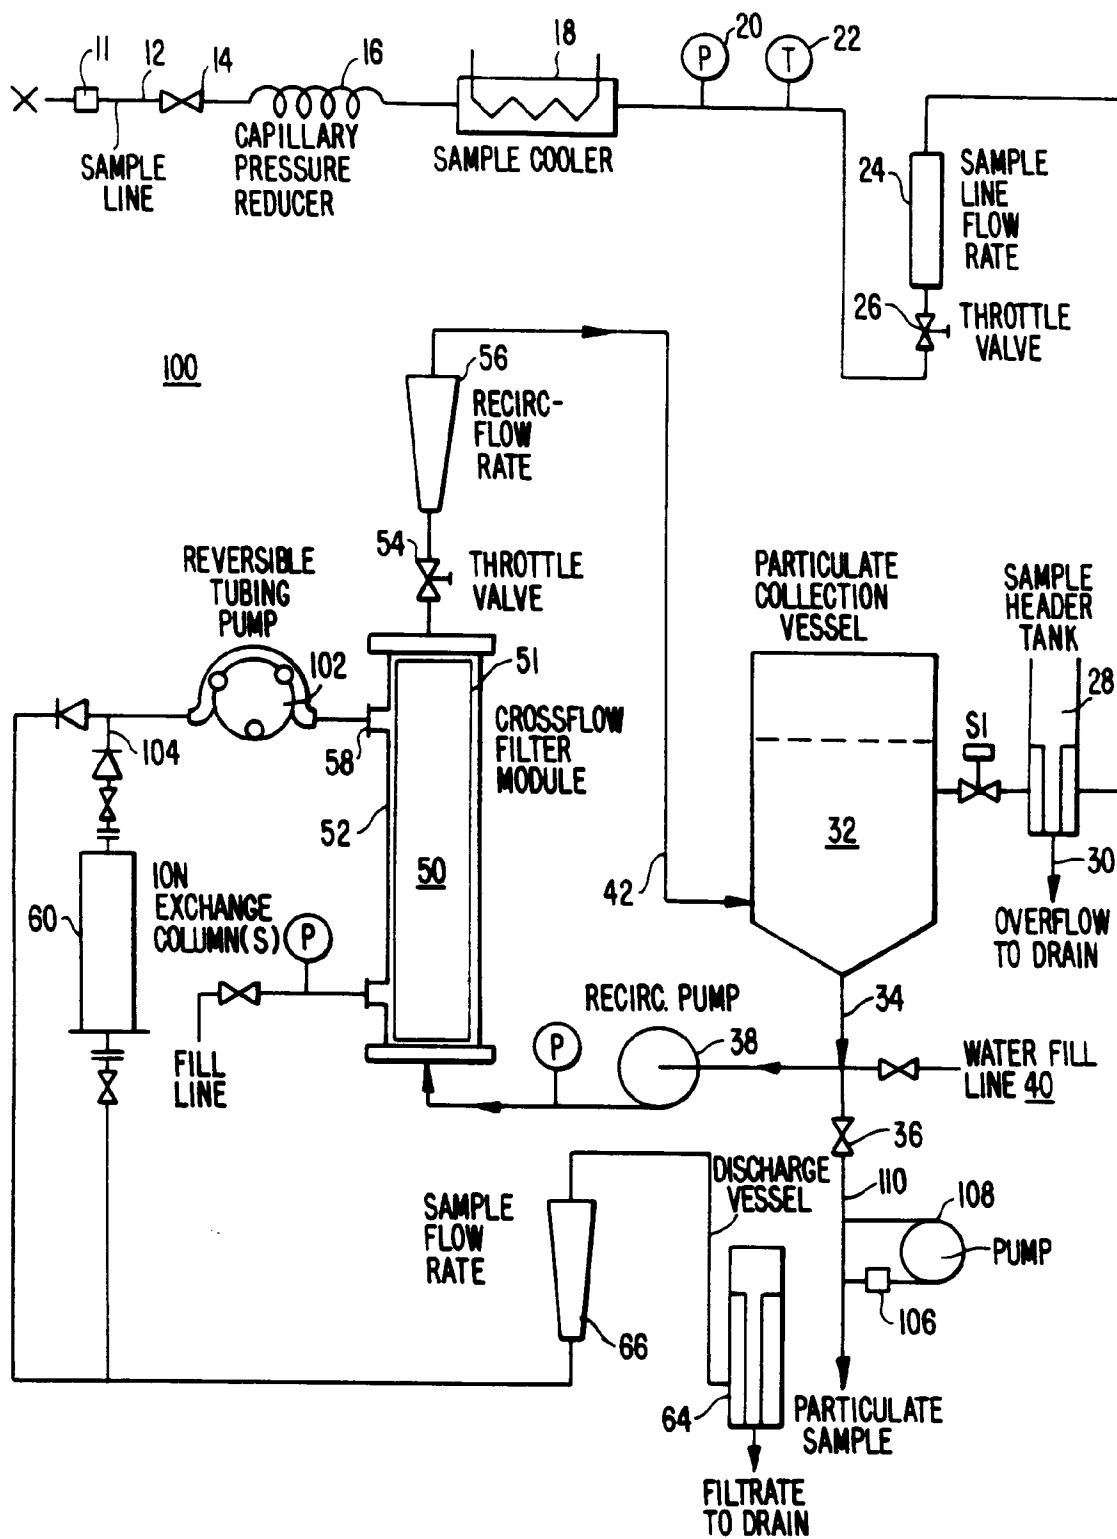 11
12
14
16
18
20
22
P
T
SAMPLE
LINE
CAPILLARY
PRESSURE
REDUCER
SAMPLE COOLER
24
SAMPLE
LINE
FLOW
RATE
26
THROTTLE
VALVE
100
56
RECIRC-
FLOW
RATE
54
THROTTLE
VALVE
REVERSIBLE
TUBING
PUMP
102
104
58
51
CROSSFLOW
FILTER
MODULE
52
50
PARTICULATE
COLLECTION
VESSEL
SAMPLE
HEADER
TANK
28
S1
32
30
OVERFLOW
TO DRAIN
42
60
ION
EXCHANGE
COLUMN(S)
P
FILL
LINE
RECIRC. PUMP
P
38
34
WATER FILL
LINE 40
36
110
108
PUMP
106
DISCHARGE
VESSEL
SAMPLE
FLOW
RATE
66
64
PARTICULATE
SAMPLE
FILTRATE
TO DRAIN